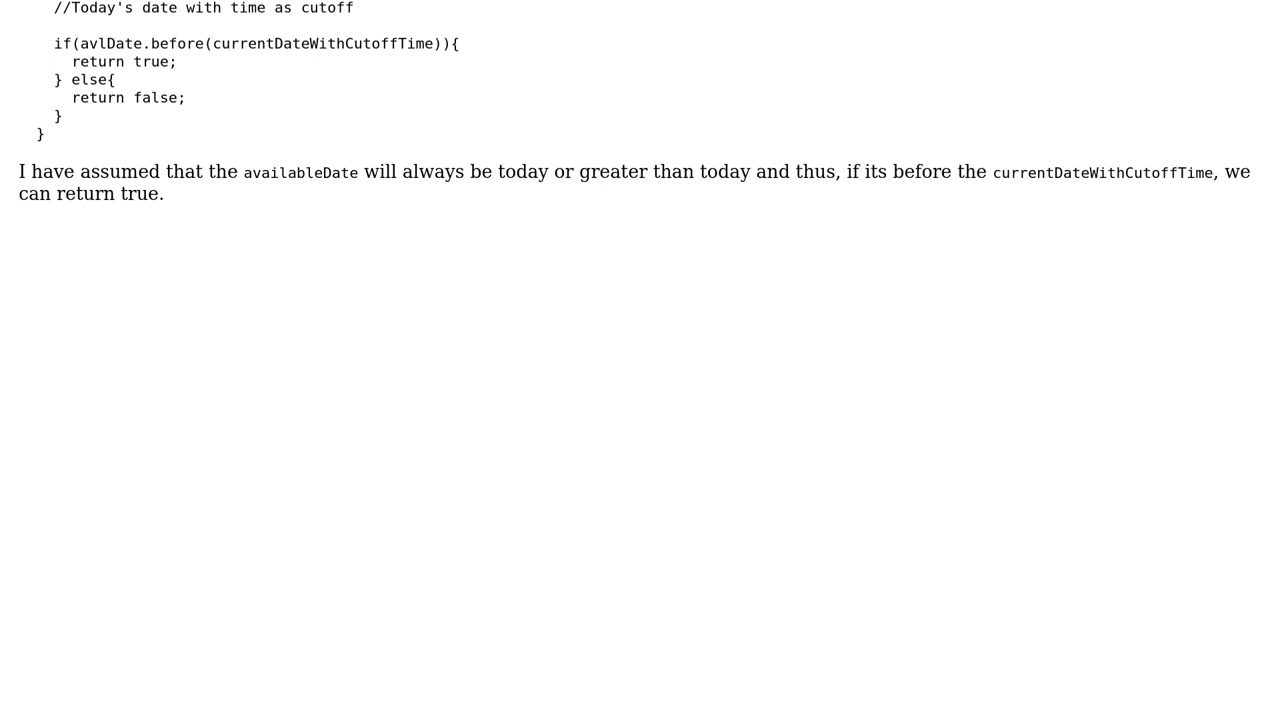 //Today's date with time as cutoff
if(avlDate.before(currentDateWithCutoffTime)){
return true;
} else{
return false;
}
}
I have assumed that the availableDate will always be today or greater than today and thus, if its before the currentDateWithCutoffTime, we
can return true.